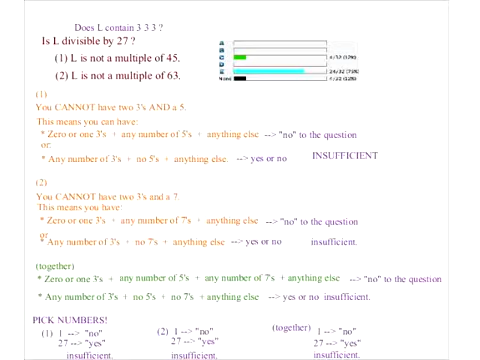 Does L contain 3 3 3 ?
Is L divisible by 27 ?
(1) L is not a multiple of 45.
(2) L is not a multiple of 63.
None
(1)
You CANNOT have two 3's AND a 5.
This means you can have:
* Zero or one 3's + any number of 5's + anything else --> "no" to the question
or:
* Any number of 3's + no 5's + anything else. --> yes or no INSUFFICIENT
(2)
You CANNOT have two 3's and a 7.
This means you have:
* Zero or one 3's + any number of 7's + anything else --> "no" to the question
or
* Any number of 3's + no 7's + anything else --> yes or no insufficient.
(together)
* Zero or one 3's + any number of 5's + any number of 7's + anything else --> "no" to the question
* Any number of 3's + no 5's + no 7's + anything else --> yes or no insufficient.
PICK NUMBERS!
(1) 1 --> "no" (2) 1 --> "no" (together) 1 --> "no"
27 --> "yes" 27 --> "yes" 27 --> "yes"
insufficient. insufficient. insufficient.